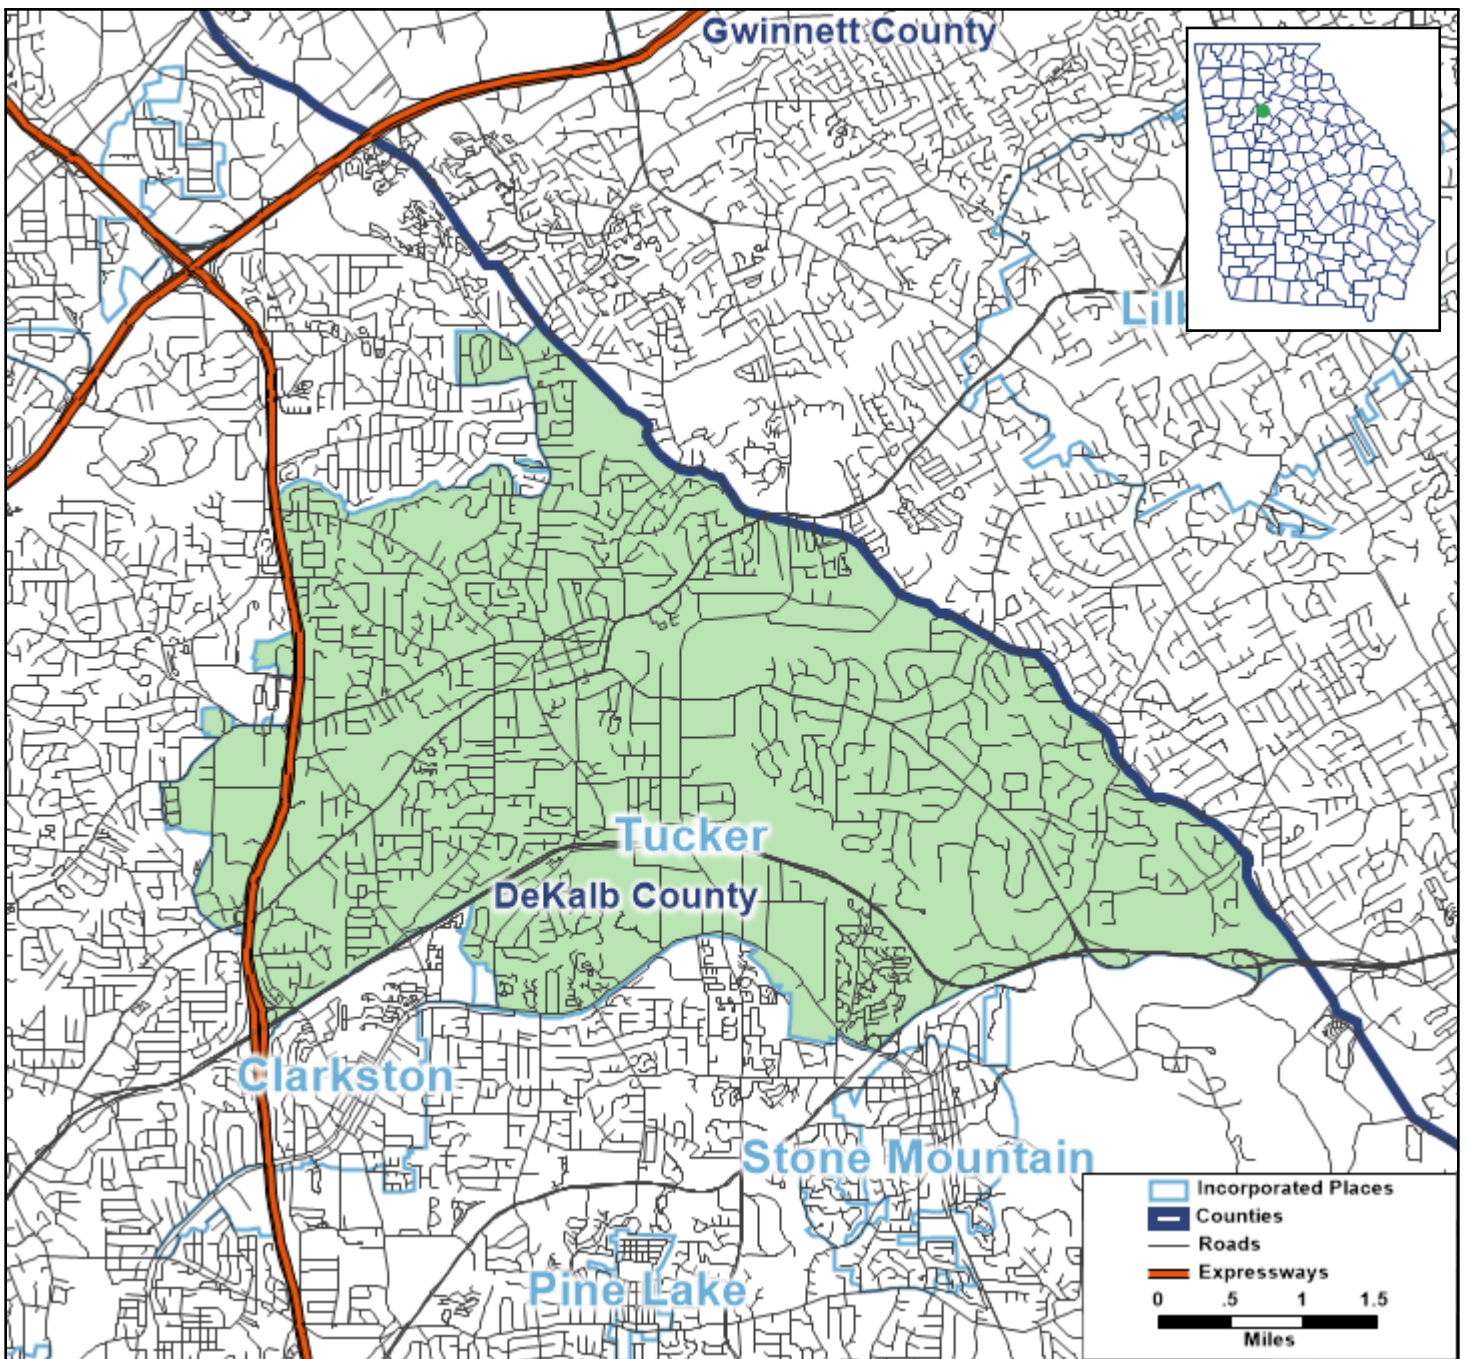 Gwinnett County
Lilb
Tucker
DeKalb County
Clarkston
Stone Mountain
Pine Lake
Incorporated Places
Counties
Roads
Expressways
0 .5 1 1.5
Miles